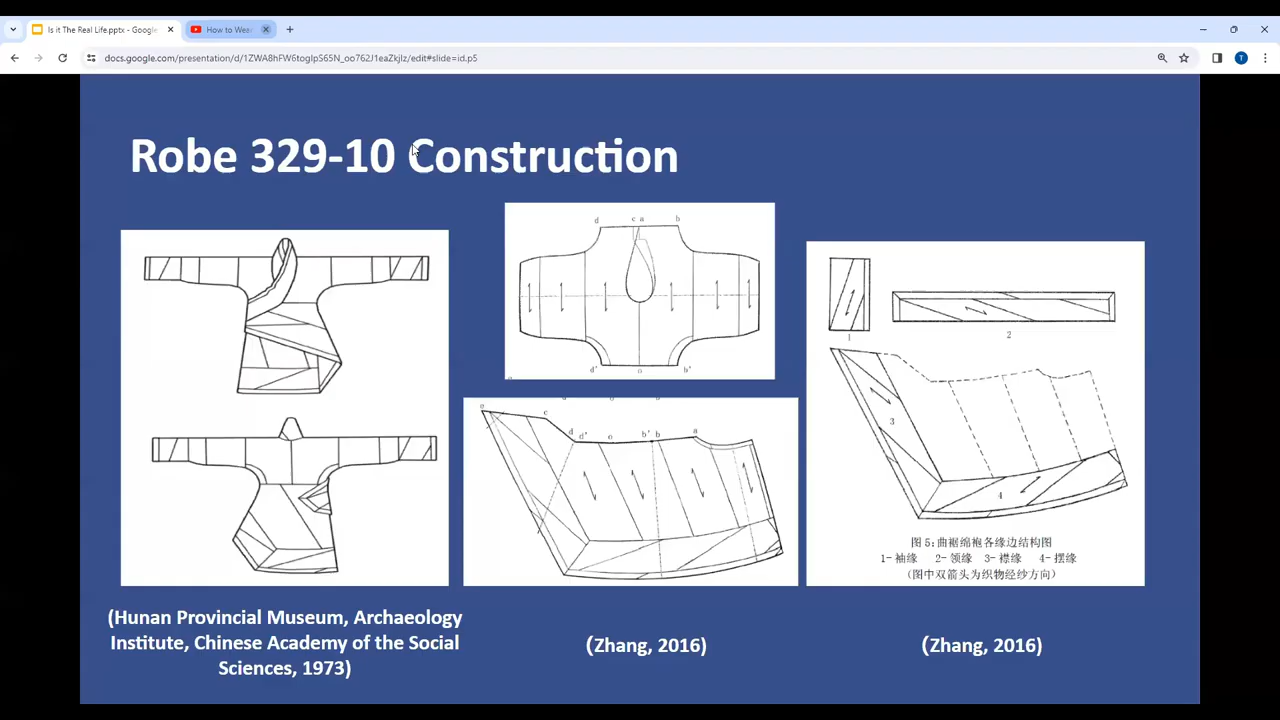 Is it The Real Life.pptx - Google
How to Wea
docs.google.com/presentation/d/1ZWA8hFW6togIpS65N_oo762J1eaZkjIz/edit#slide=id.p5
T
Robe 329-10 Construction
d c a b
d' n b'
e c d d' o b' b a
1
2
3
4
图 5:曲裾绵袍各缘边结构图
1-袖缘 2-领缘 3-襟缘 4-摆缘
(图中双箭头为织物经纱方向)
(Hunan Provincial Museum, Archaeology
Institute, Chinese Academy of the Social
Sciences, 1973)
(Zhang, 2016)
(Zhang, 2016)